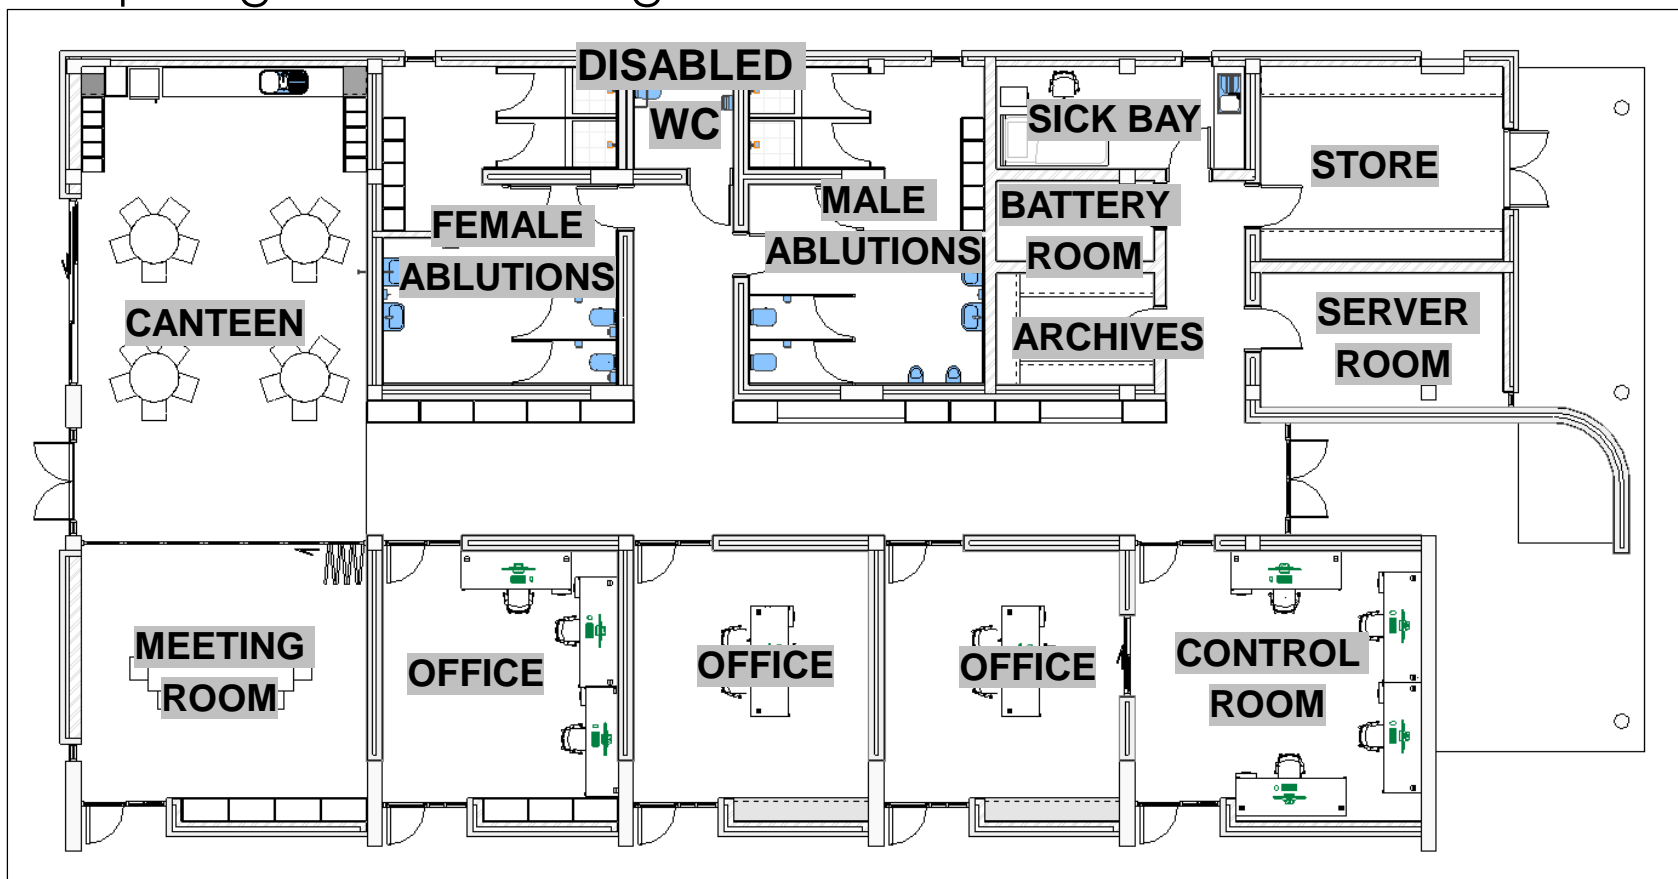 DISABLED
WC
SICK BAY
STORE
MALE
ABLUTIONS
BATTERY
ROOM
FEMALE
ABLUTIONS
CANTEEN
ARCHIVES
SERVER
ROOM
MEETING
ROOM
OFFICE
OFFICE
OFFICE
CONTROL
ROOM